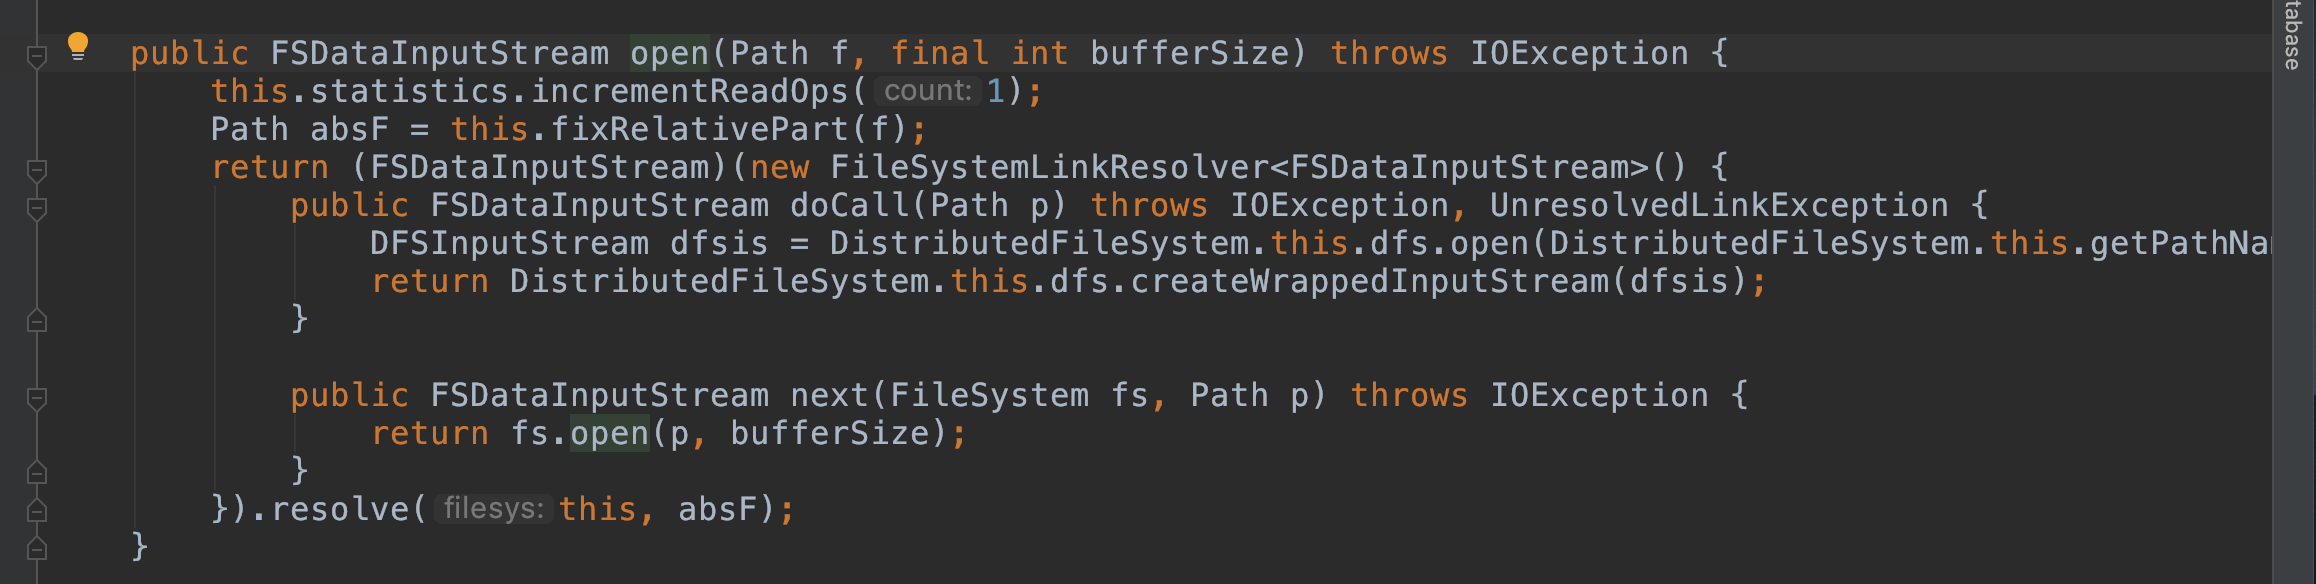 public FSDataInputStream open(Path f, final int bufferSize) throws IOException {
this.statistics.incrementReadOps( count: 1);
Path absF = this.fixRelativePart(f);
return (FSDataInputStream)(new FileSystemLinkResolver<FSDataInputStream>() {
public FSDataInputStream doCall(Path p) throws IOException, UnresolvedLinkException {
DFSInputStream dfsis = DistributedFileSystem.this.dfs.open(DistributedFileSystem.this.getPathNa
return DistributedFileSystem.this.dfs.createWrappedInputStream(dfsis);
}
public FSDataInputStream next(FileSystem fs, Path p) throws IOException {
return fs.open(p, bufferSize);
}
}).resolve( filesys: this, absF);
}
tabase